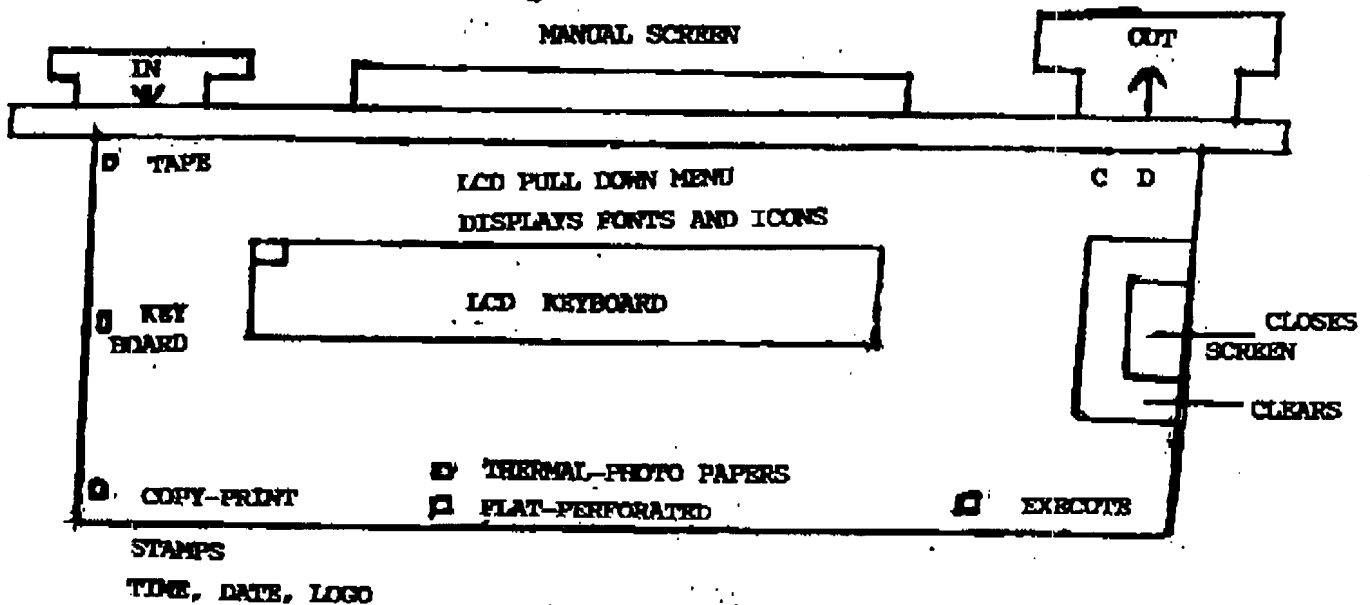 MANUAL SCREEN
IN
OUT
TAPE
LCD PULL DOWN MENU
C D
DISPLAYS FONTS AND ICONS
LCD KEYBOARD
KEY
BOARD
CLOSES
SCREEN
CLEARS
THERMAL-PHOTO PAPERS
COPY-PRINT
FLAT-PERFORATED
EXECUTE
STAMPS
TIME, DATE, LOGO